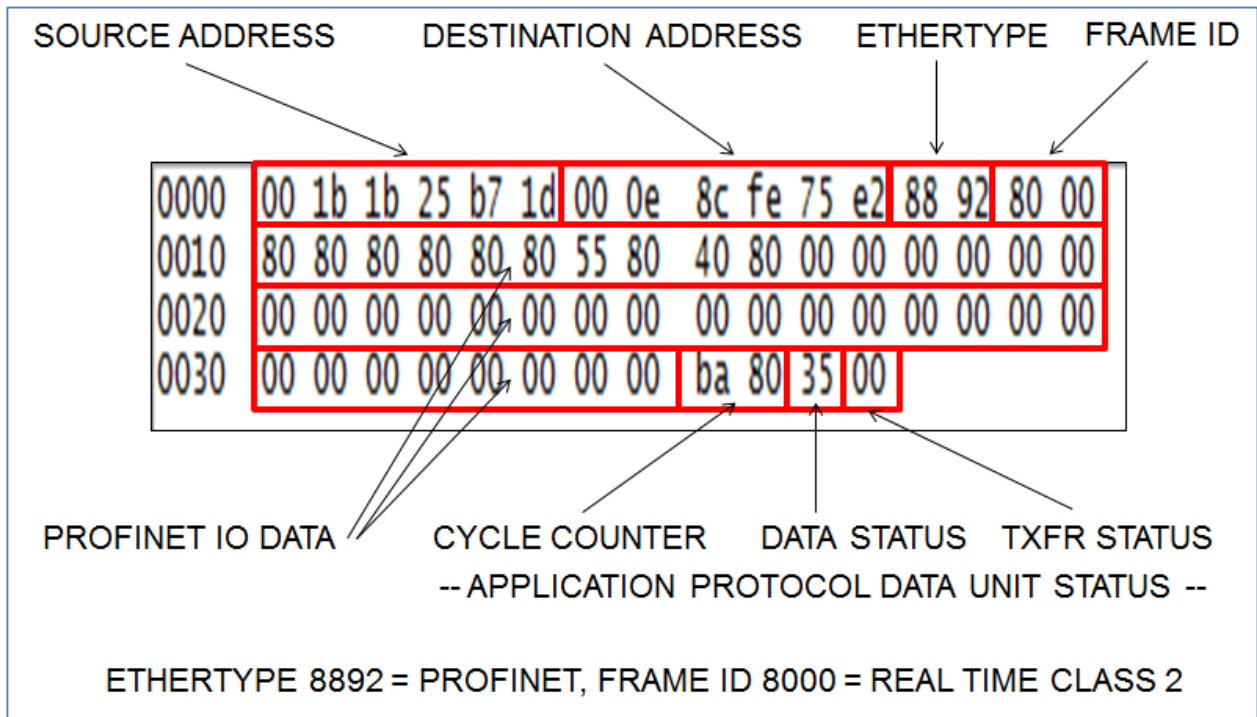 SOURCE ADDRESS DESTINATION ADDRESS ETHERTYPE FRAME ID
0000 00 1b 1b 25 b7 1d 00 0e 8c fe 75 e2 88 92 80 00
0010 80 80 80 80 80 80 55 80 40 80 00 00 00 00 00 00
0020 00 00 00 00 00 00 00 00 00 00 00 00 00 00 00 00
0030 00 00 00 00 00 00 00 00 ba 80 35 00
PROFINET IO DATA CYCLE COUNTER DATA STATUS TXFR STATUS
-- APPLICATION PROTOCOL DATA UNIT STATUS --
ETHERTYPE 8892 = PROFINET, FRAME ID 8000 = REAL TIME CLASS 2